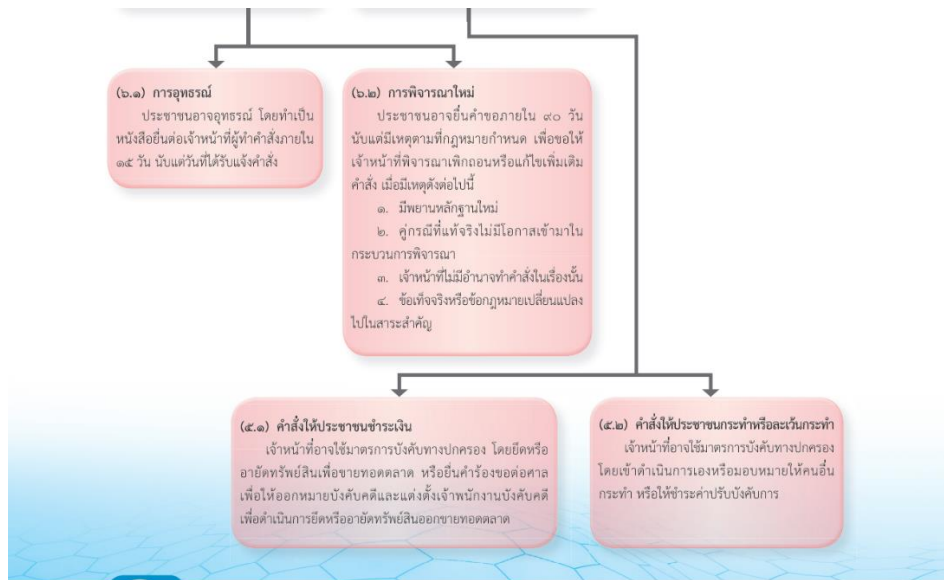 (๖.๑) การอุทธรณ์
ประชาชนอาจอุทธรณ์ โดยทำเป็น
หนังสือยื่นต่อเจ้าหน้าที่ผู้ทำคำสั่งภายใน
๑๕ วัน นับแต่วันที่ได้รับแจ้งคำสั่ง
(๖.๒) การพิจารณาใหม่
ประชาชนอาจยื่นคำขอภายใน ๙๐ วัน
นับแต่มีเหตุตามที่กฎหมายกำหนด เพื่อขอให้
เจ้าหน้าที่พิจารณาเพิกถอนหรือแก้ไขเพิ่มเติม
คำสั่ง เมื่อมีเหตุดังต่อไปนี้
๑. มีพยานหลักฐานใหม่
๒. คู่กรณีที่แท้จริงไม่มีโอกาสเข้ามาใน
กระบวนการพิจารณา
๓. เจ้าหน้าที่ไม่มีอำนาจทำคำสั่งในเรื่องนั้น
๔. ข้อเท็จจริงหรือข้อกฎหมายเปลี่ยนแปลง
ไปในสาระสำคัญ
(๕.๑) คำสั่งให้ประชาชนชำระเงิน
เจ้าหน้าที่อาจใช้มาตรการบังคับทางปกครอง โดยยึดหรือ
อายัดทรัพย์สินเพื่อขายทอดตลาด หรือยื่นคำร้องขอต่อศาล
เพื่อให้ออกหมายบังคับคดีและแต่งตั้งเจ้าพนักงานบังคับคดี
เพื่อดำเนินการยึดหรืออายัดทรัพย์สินออกขายทอดตลาด
(๕.๒) คำสั่งให้ประชาชนกระทำหรือละเว้นกระทำ
เจ้าหน้าที่อาจใช้มาตรการบังคับทางปกครอง
โดยเข้าดำเนินการเองหรือมอบหมายให้คนอื่น
กระทำ หรือให้ชำระค่าปรับบังคับการ